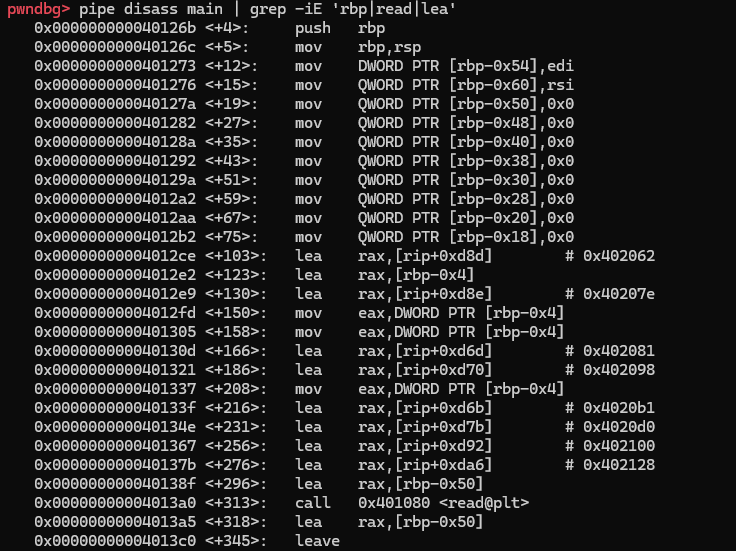 pwndbg> pipe disass main | grep -iE 'rbp|read|lea'
0x000000000040126b <+4>: push rbp
0x000000000040126c <+5>: mov rbp,rsp
0x0000000000401273 <+12>: mov DWORD PTR [rbp-0x54],edi
0x0000000000401276 <+15>: mov QWORD PTR [rbp-0x60],rsi
0x000000000040127a <+19>: mov QWORD PTR [rbp-0x50],0x0
0x0000000000401282 <+27>: mov QWORD PTR [rbp-0x48],0x0
0x000000000040128a <+35>: mov QWORD PTR [rbp-0x40],0x0
0x0000000000401292 <+43>: mov QWORD PTR [rbp-0x38],0x0
0x000000000040129a <+51>: mov QWORD PTR [rbp-0x30],0x0
0x00000000004012a2 <+59>: mov QWORD PTR [rbp-0x28],0x0
0x00000000004012aa <+67>: mov QWORD PTR [rbp-0x20],0x0
0x00000000004012b2 <+75>: mov QWORD PTR [rbp-0x18],0x0
0x00000000004012ce <+103>: lea rax,[rip+0xd8d] # 0x402062
0x00000000004012e2 <+123>: lea rax,[rbp-0x4]
0x00000000004012e9 <+130>: lea rax,[rip+0xd8e] # 0x40207e
0x00000000004012fd <+150>: mov eax,DWORD PTR [rbp-0x4]
0x0000000000401305 <+158>: mov eax,DWORD PTR [rbp-0x4]
0x000000000040130d <+166>: lea rax,[rip+0xd6d] # 0x402081
0x0000000000401321 <+186>: lea rax,[rip+0xd70] # 0x402098
0x0000000000401337 <+208>: mov eax,DWORD PTR [rbp-0x4]
0x000000000040133f <+216>: lea rax,[rip+0xd6b] # 0x4020b1
0x000000000040134e <+231>: lea rax,[rip+0xd7b] # 0x4020d0
0x0000000000401367 <+256>: lea rax,[rip+0xd92] # 0x402100
0x000000000040137b <+276>: lea rax,[rip+0xda6] # 0x402128
0x000000000040138f <+296>: lea rax,[rbp-0x50]
0x00000000004013a0 <+313>: call 0x401080 <read@plt>
0x00000000004013a5 <+318>: lea rax,[rbp-0x50]
0x00000000004013c0 <+345>: leave